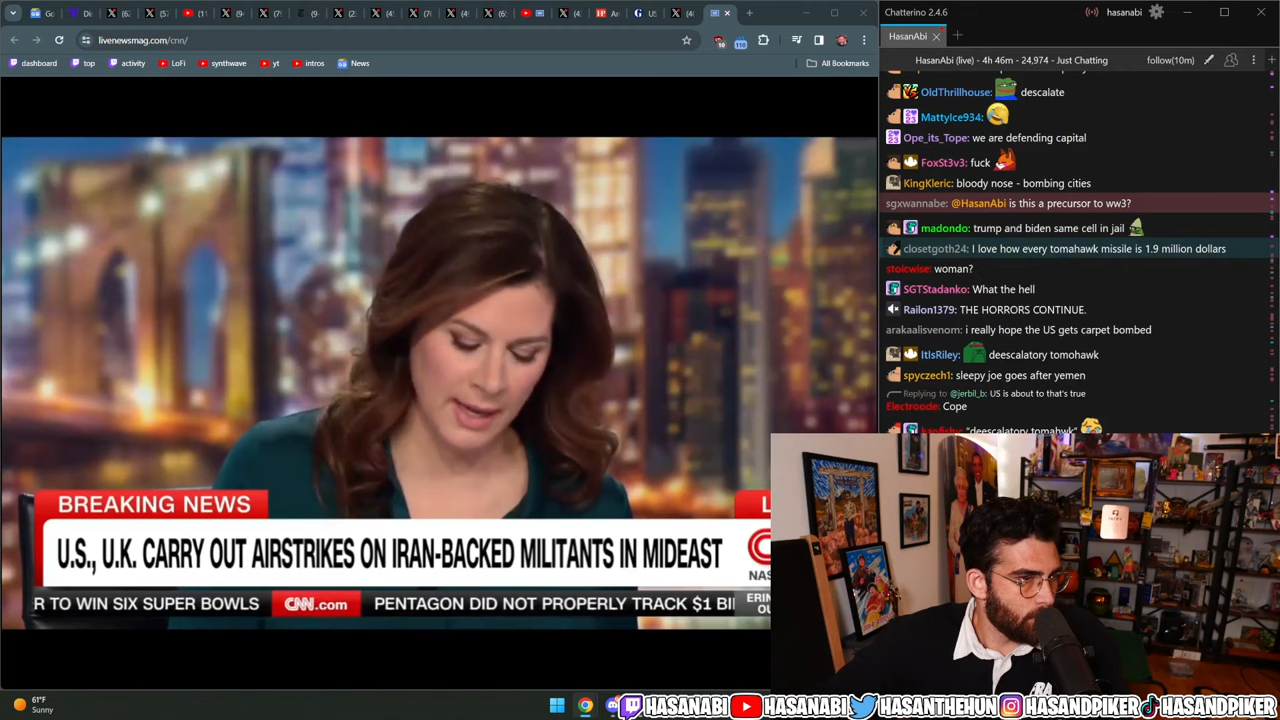 Chatterino 2.4.6
hasanabi
HasanAbi
livenewsmag.com/cnn/
HasanAbi (live) - 4h 46m - 24,974 - Just Chatting
follow(10m)
dashboard
top
activity
LoFi
synthwave
yt
intros
News
All Bookmarks
OldThrillhouse: descalate
MattyIce934:
Ope_its_Tope: we are defending capital
FoxSt3v3: fuck
KingKleric: bloody nose - bombing cities
sgxwannabe: @HasanAbi is this a precursor to ww3?
madondo: trump and biden same cell in jail
closetgoth24: I love how every tomahawk missile is 1.9 million dollars
stoicwise: woman?
SGTStadanko: What the hell
Railon1379: THE HORRORS CONTINUE.
arakaalisvenom: i really hope the US gets carpet bombed
ItIsRiley: deescalatory tomohawk
spyczech1: sleepy joe goes after yemen
Replying to @jerbil_b: US is about to that's true
Electroode: Cope
"deescalatory tomahwk"
BREAKING NEWS
U.S., U.K. CARRY OUT AIRSTRIKES ON IRAN-BACKED MILITANTS IN MIDEAST
NAS
R TO WIN SIX SUPER BOWLS
CNN.com
PENTAGON DID NOT PROPERLY TRACK $1 BI
ERIN
OU
61°F
Sunny
HASANABI
HASANABI
HASANTHEHUN
HASANDPIKER
HASANDPIKER